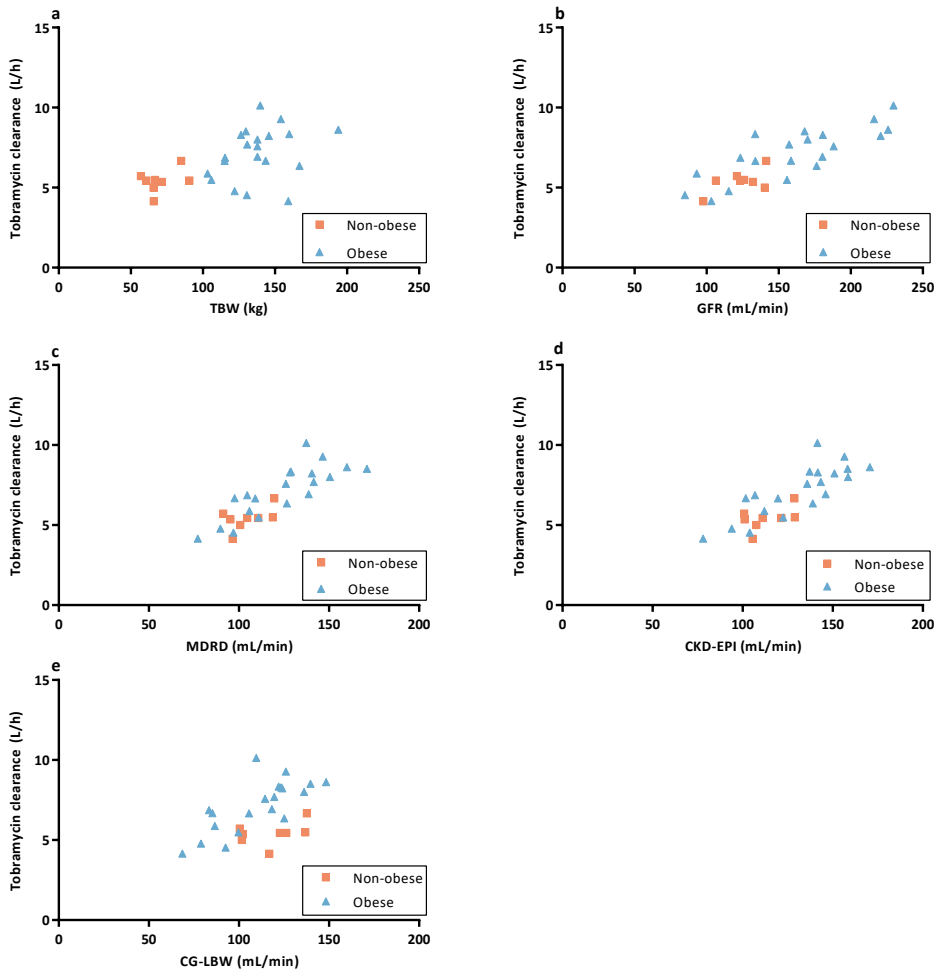 a
Tobramycin clearance (L/h)
15
10
5
0
0 50 100 150 200 250
TBW (kg)
Non-obese
Obese
b
Tobramycin clearance (L/h)
15
10
5
0
0 50 100 150 200 250
GFR (mL/min)
Non-obese
Obese
c
Tobramycin clearance (L/h)
15
10
5
0
0 50 100 150 200
MDRD (mL/min)
Non-obese
Obese
d
Tobramycin clearance (L/h)
15
10
5
0
0 50 100 150 200
CKD-EPI (mL/min)
Non-obese
Obese
e
Tobramycin clearance (L/h)
15
10
5
0
0 50 100 150 200
CG-LBW (mL/min)
Non-obese
Obese